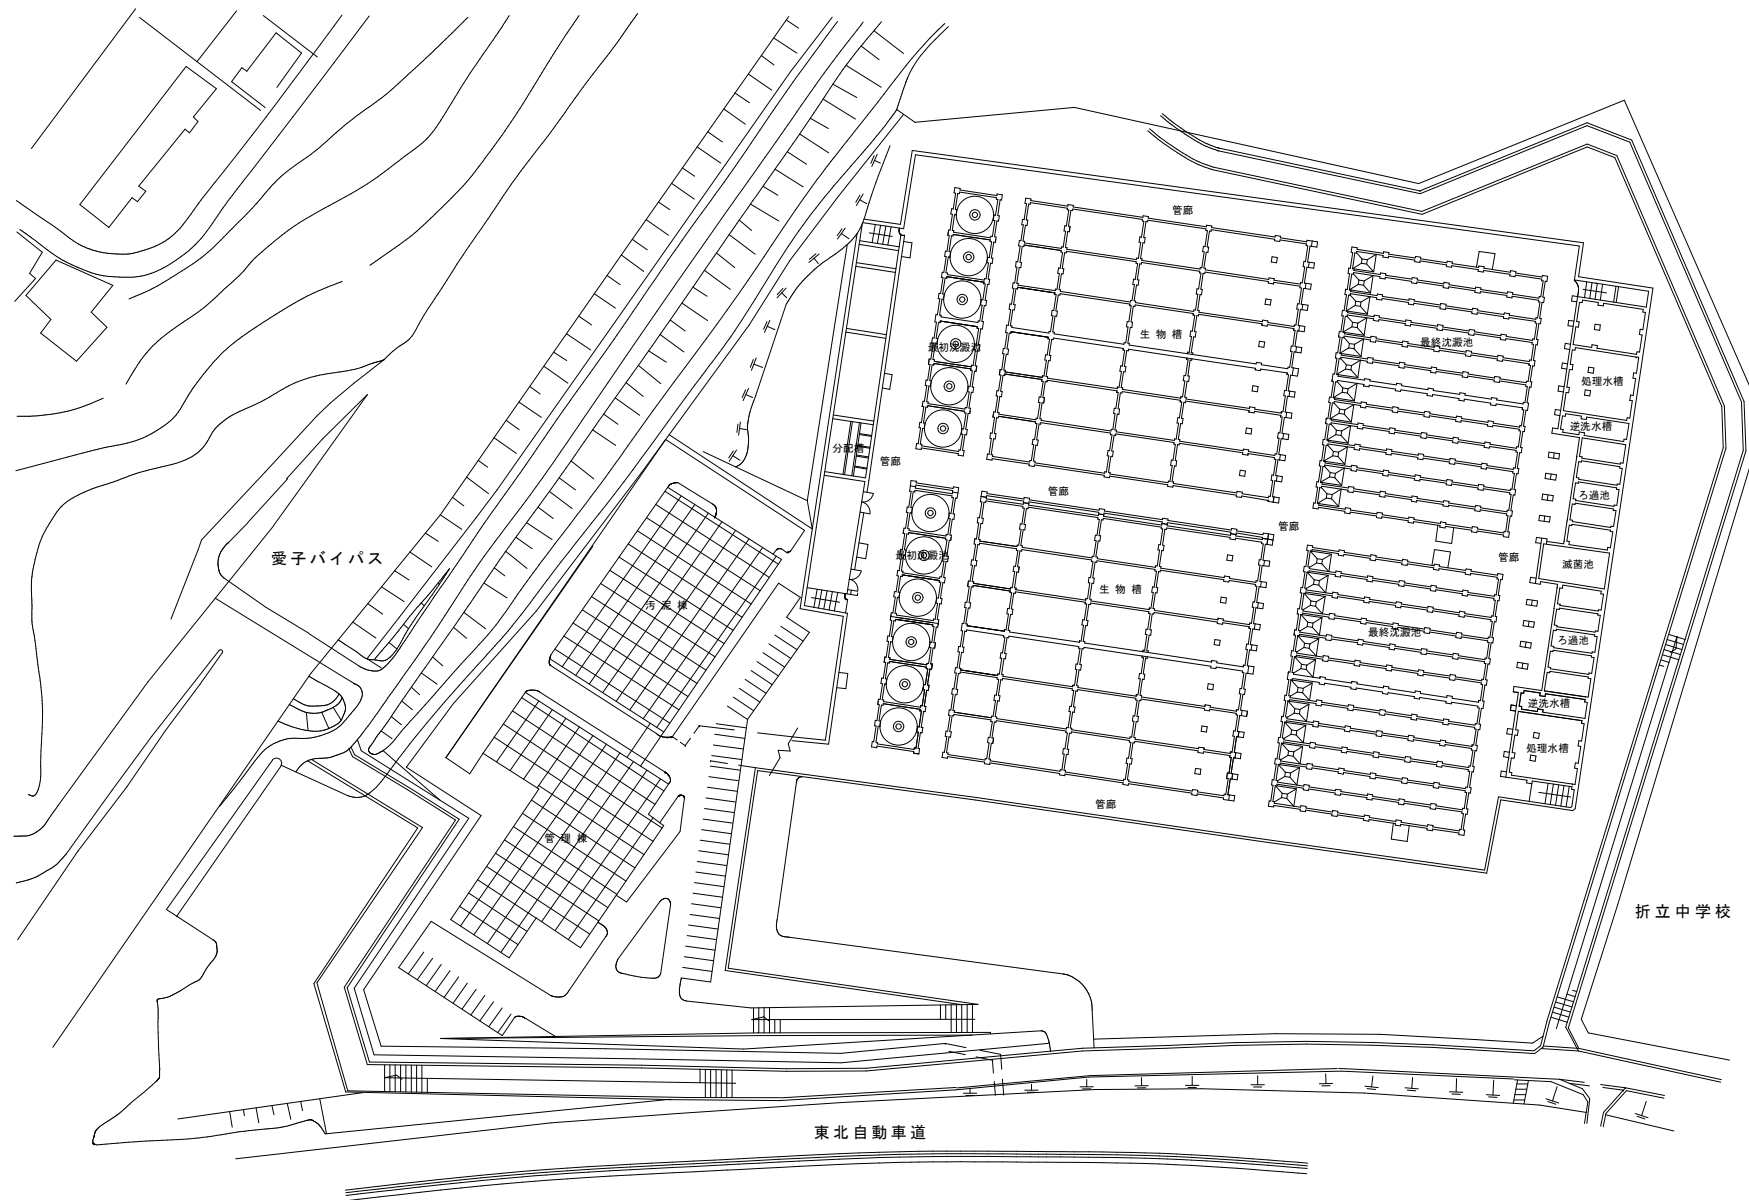 管廊
生物槽
最初沈澱池
最終沈澱池
処理水槽
逆洗水槽
分配槽
管廊
管廊
ろ過池
管廊
最初沈澱池
愛子バイパス
管廊
滅菌池
生物槽
汚泥棟
最終沈澱池
ろ過池
逆洗水槽
処理水槽
管廊
管理棟
折立中学校
東北自動車道